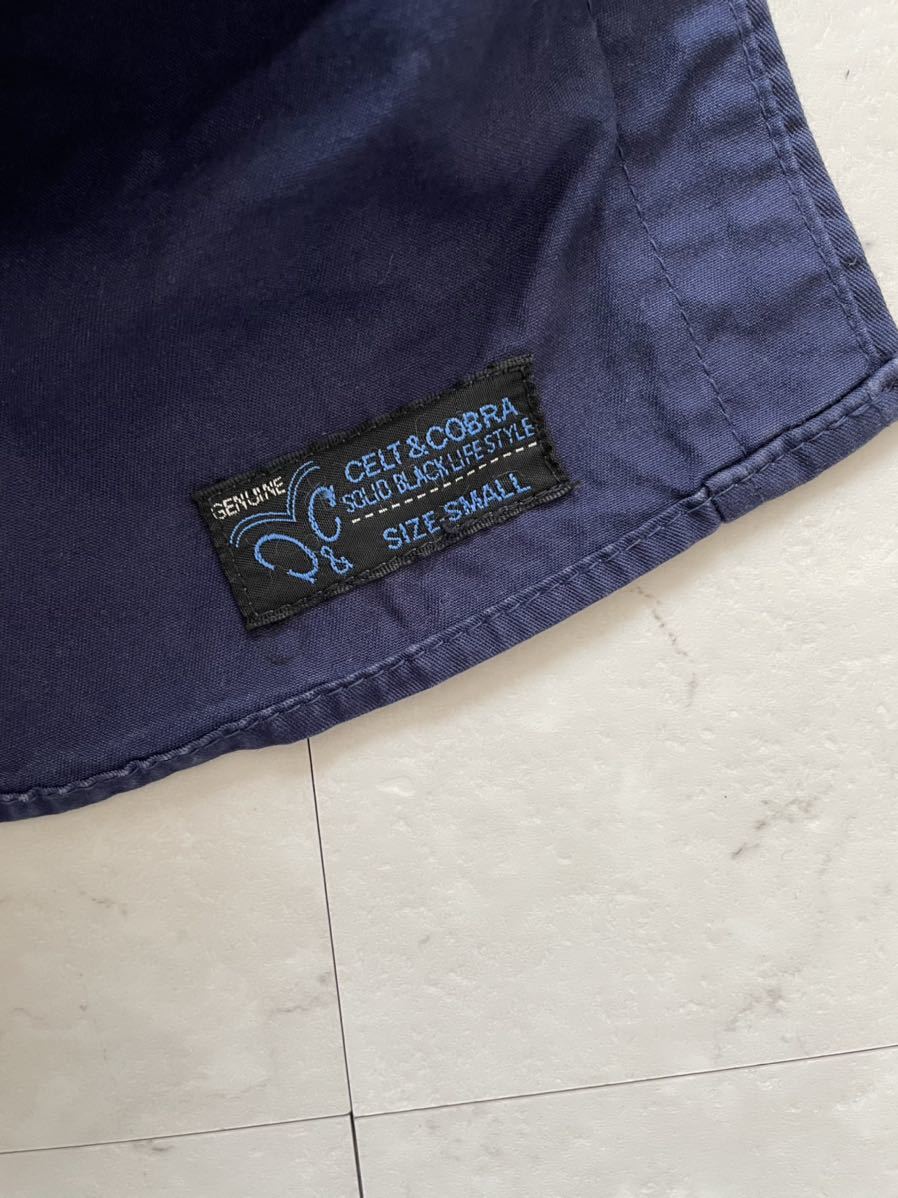 GENUINE
CELT & COBRA
SOLID BLACK LIFE STYLE
C & C
SIZE SMALL